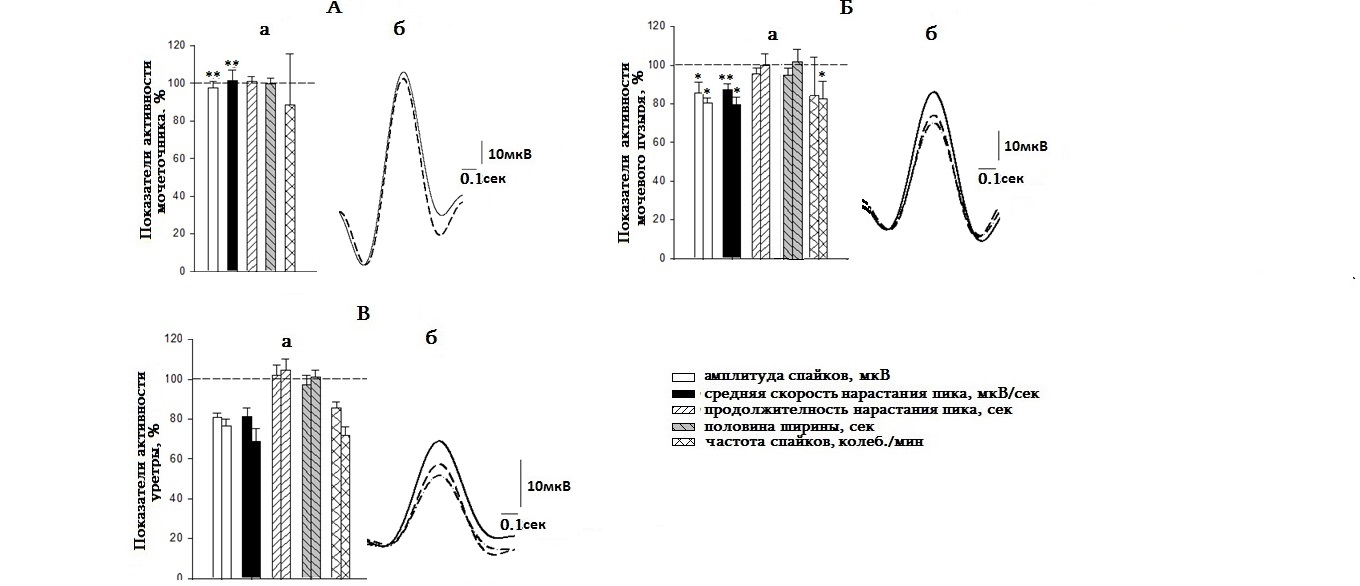 А
а
б
Показатели активности
мочеточника. %
120
100
80
60
40
20
0
** **
10мкВ
0.1сек
Б
а
б
Показатели активности
мочевого пузыря, %
120
100
80
60
40
20
0
* * ** * *
10мкВ
0.1сек
В
а
б
Показатели активности
уретры, %
120
100
80
60
40
20
0
10мкВ
0.1сек
амплитуда спайков, мкВ
средняя скорость нарастания пика, мкВ/сек
продолжителность нарастания пика, сек
половина ширины, сек
частота спайков, колеб./мин